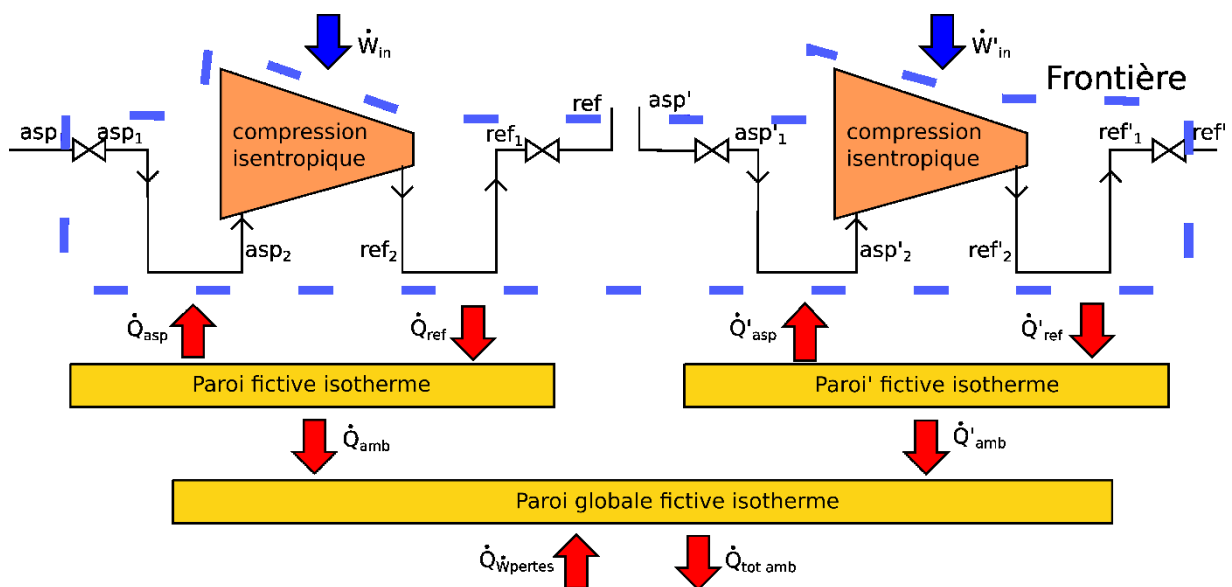 Ẇin
Ẇ'in
Frontière
asp
asp1
compression
isentropique
ref1
ref
asp'
asp'1
compression
isentropique
ref'1
ref'
asp2
ref2
asp'2
ref'2
Q̇asp
Q̇ref
Q̇'asp
Q̇'ref
Paroi fictive isotherme
Paroi' fictive isotherme
Q̇amb
Q̇'amb
Paroi globale fictive isotherme
Q̇Ẇpertes
Q̇tot amb